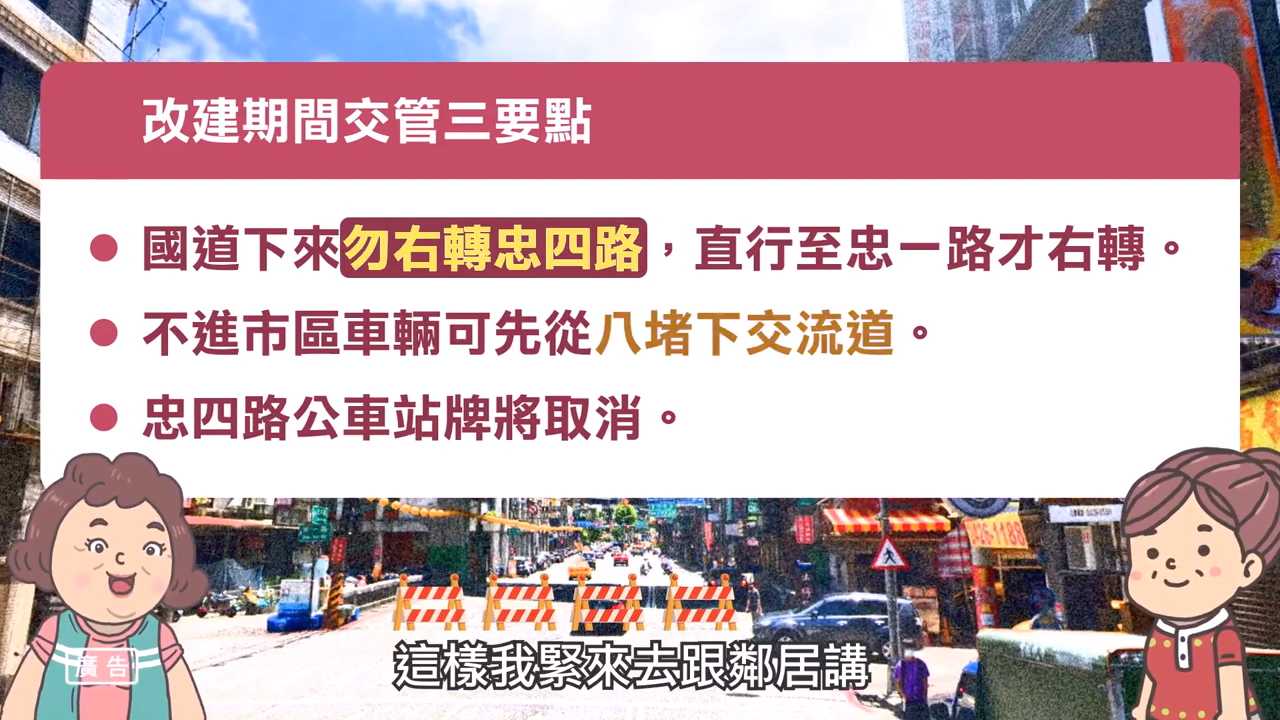 改建期間交管三要點
國道下來勿右轉忠四路，直行至忠一路才右轉。
不進市區車輛可先從八堵下交流道。
忠四路公車站牌將取消。
0426-1188
廣告
這樣我緊來去跟鄰居講